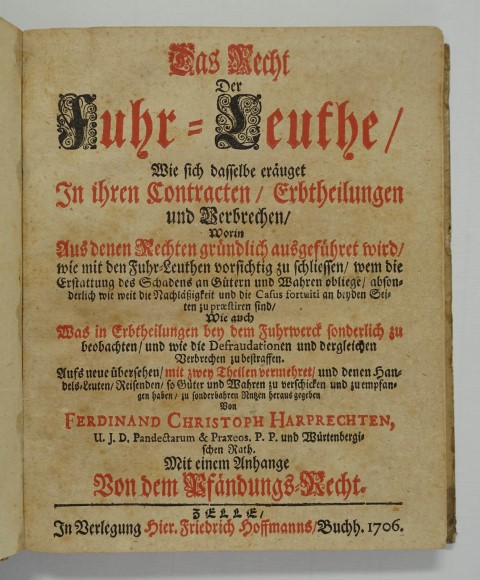 Das Recht
Der
Fuhr-Leuthe/
Wie sich dasselbe eräuget
In ihren Contracten/ Erbtheilungen
und Verbrechen/
Worin
Aus denen Rechten gründlich ausgeführet wird/
wie mit den Fuhr-Leuthen vorsichtig zu schliessen/ wem die
Erstattung des Schadens an Gütern und Wahren obliege/ abson-
derlich wie weit die Nachläßigkeit und die Casus fortuiti an beyden Sei-
ten zu præstiren sind/
Wie auch
Was in Erbtheilungen bey dem Fuhrwerck sonderlich zu
beobachten/ und wie die Defraudationen und dergleichen
Verbrechen zu bestraffen.
Aufs neue übersehen/ mit zwey Theilen vermehret/ und denen Han-
dels-Leuten/ Reisenden/ so Güter und Wahren zu verschicken und zu empfan-
gen haben/ zu sonderbahren Nutzen heraus gegeben
Von
FERDINAND CHRISTOPH HARPRECHTEN,
U. J. D. Pandectarum & Praxeos. P. P. und Würtenbergi-
schen Rath.
Mit einem Anhange
Von dem Pfändungs-Recht.
ZELLE/
In Verlegung Hier. Friedrich Hoffmanns/ Buchh. 1706.